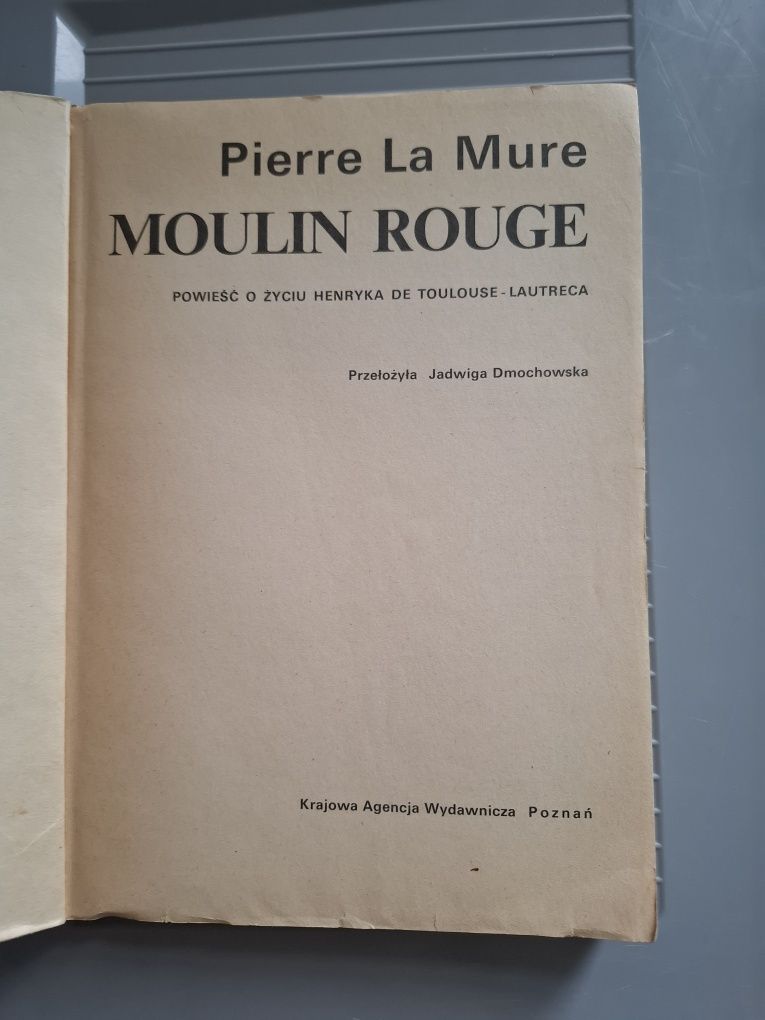 Pierre La Mure
MOULIN ROUGE
POWIEŚĆ O ŻYCIU HENRYKA DE TOULOUSE-LAUTRECA
Przełożyła Jadwiga Dmochowska
Krajowa Agencja Wydawnicza Poznań